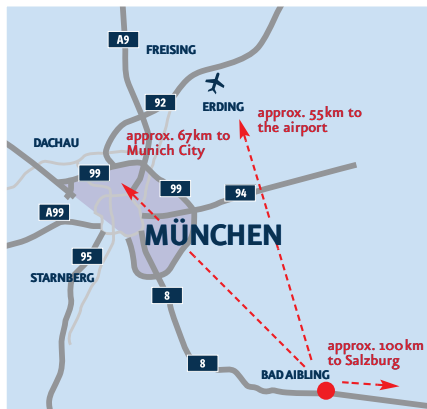 A9
FREISING
92
ERDING
approx. 55km to
the airport
approx. 67km to
Munich City
DACHAU
99
99
94
A99
MÜNCHEN
95
STARNBERG
8
8
approx. 100km
to Salzburg
BAD AIBLING